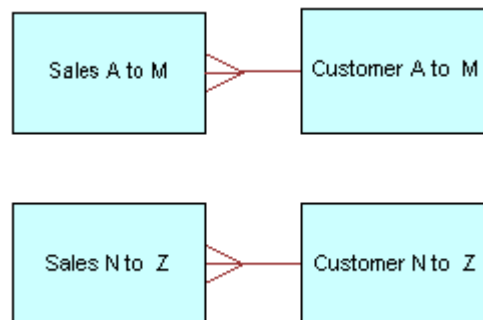 Sales A to M
Customer A to M
Sales N to Z
Customer N to Z